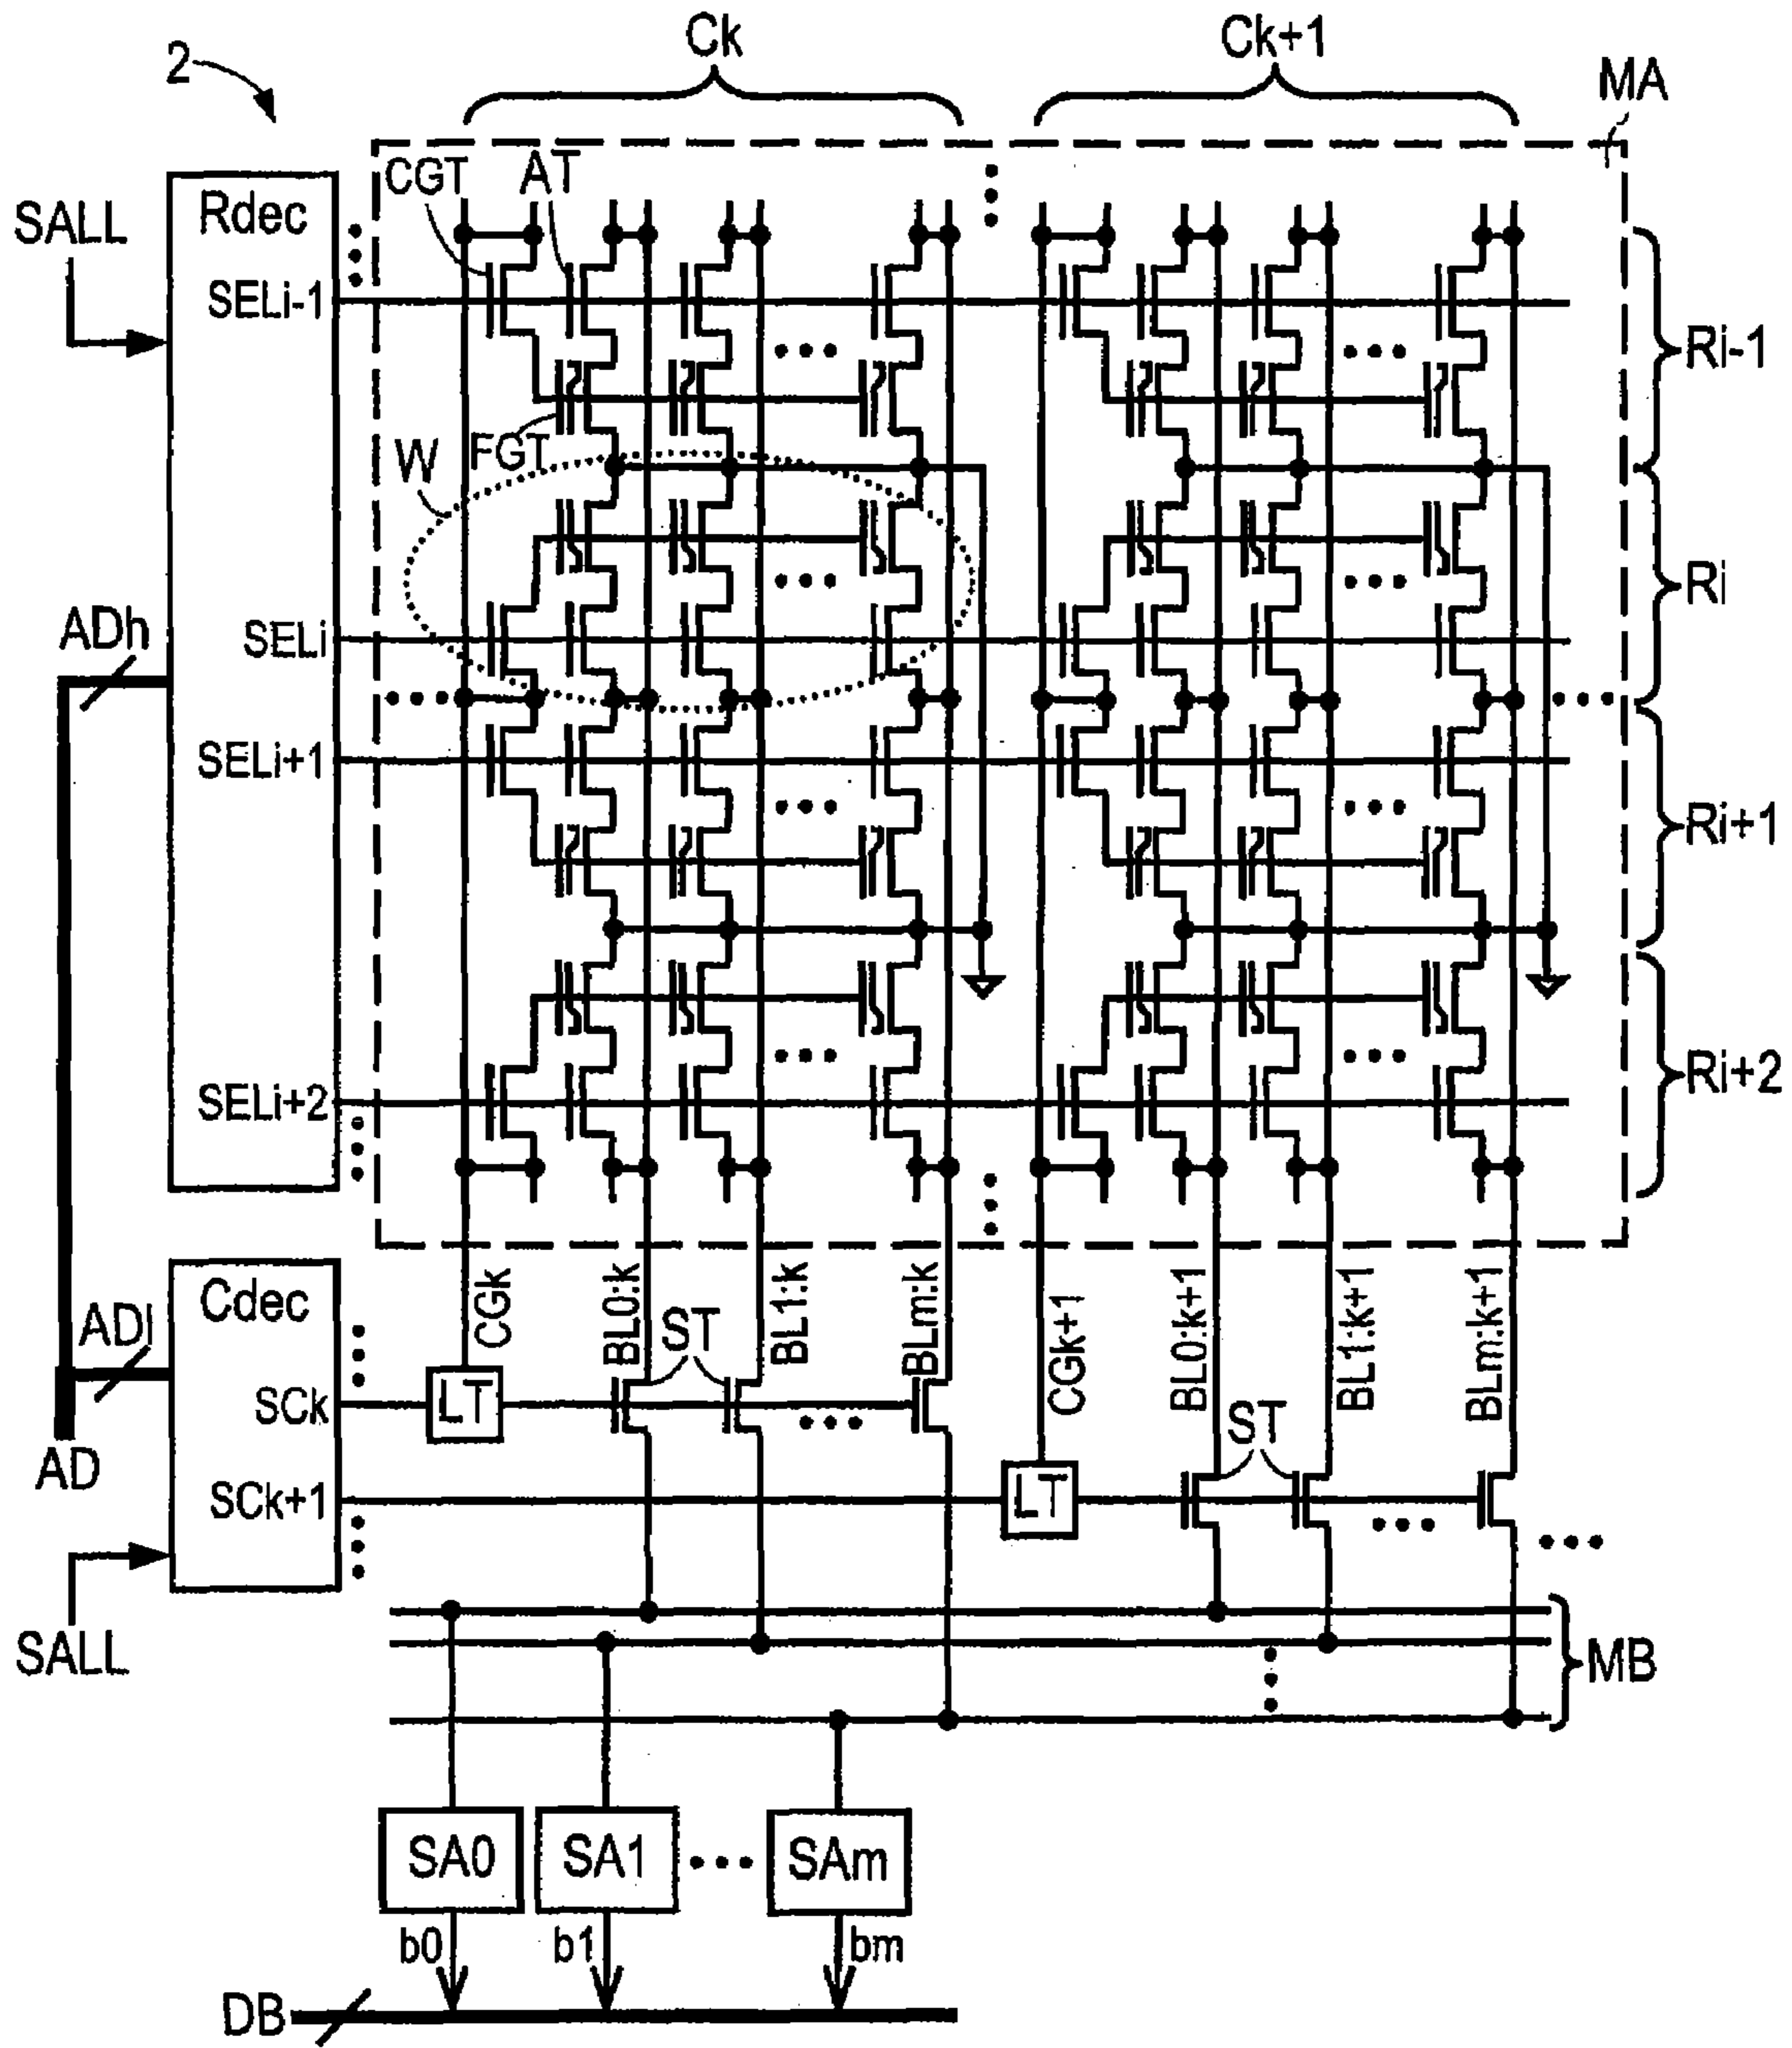 Ck
Ck+1
2
MA
CGT
AT
Rdec
SALL
SELi-1
Ri-1
FGT
W
Ri
ADh
SELi
SELi+1
Ri+1
Ri+2
SELi+2
Cdec
CGk
BL0:k
ST
BL1:k
BLm:k
CGk+1
BL0:k+1
BL1:k+1
BLm:k+1
ADl
SCk
LT
AD
ST
SCk+1
LT
SALL
MB
SA0
SA1
SAm
b0
b1
bm
DB